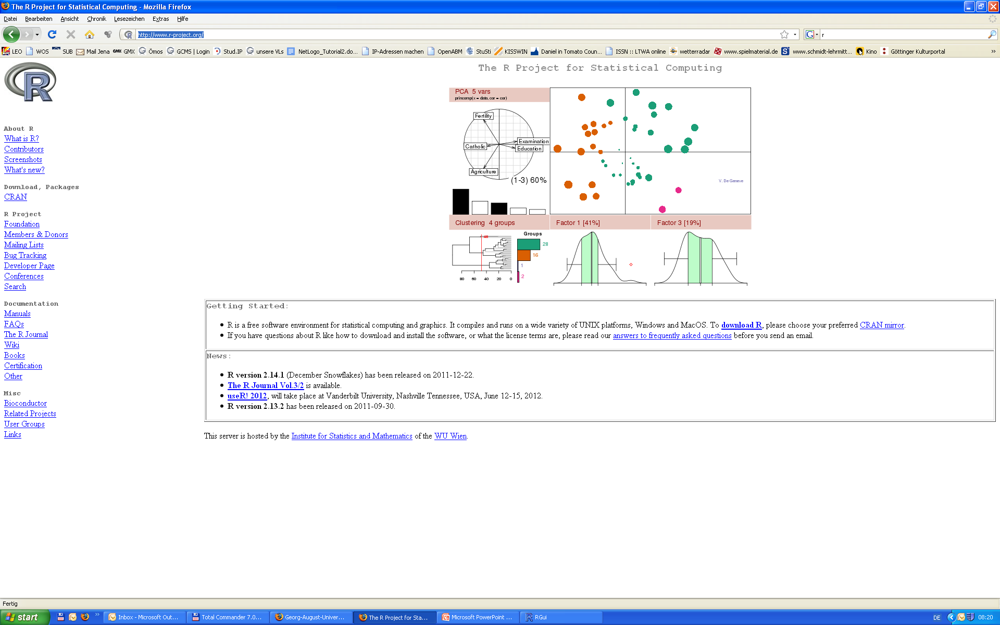 The R Project for Statistical Computing - Mozilla Firefox
Datei Bearbeiten Ansicht Chronik Lesezeichen Extras Hilfe
http://www.r-project.org/
G r
LEO WOS SUB Mail Jena GMX GMX Ömos GCMS | Login Stud.IP unsere VLs NetLogo_Tutorial2.do... IP-Adressen machen OpenABM StuSti KISSWIN Daniel in Tomato Coun... ISSN :: LTWA online wetterradar www.spielmaterial.de www.schmidt-lehrmitt... Kino Göttinger Kulturportal »
R
About R
What is R?
Contributors
Screenshots
What's new?
Download, Packages
CRAN
R Project
Foundation
Members & Donors
Mailing Lists
Bug Tracking
Developer Page
Conferences
Search
Documentation
Manuals
FAQs
The R Journal
Wiki
Books
Certification
Other
Misc
Bioconductor
Related Projects
User Groups
Links
The R Project for Statistical Computing
PCA 5 vars
princomp(x = data, cor = cor)
Fertility
Catholic
Examination
Education
Agriculture
(1-3) 60%
V. De Geneve
Clustering 4 groups
Factor 1 [41%]
Factor 3 [19%]
48
Groups
28
16
1
2
80 60 40 20 0
Getting Started:
R is a free software environment for statistical computing and graphics. It compiles and runs on a wide variety of UNIX platforms, Windows and MacOS. To download R, please choose your preferred CRAN mirror.
If you have questions about R like how to download and install the software, or what the license terms are, please read our answers to frequently asked questions before you send an email.
News:
R version 2.14.1 (December Snowflakes) has been released on 2011-12-22.
The R Journal Vol.3/2 is available.
useR! 2012, will take place at Vanderbilt University, Nashville Tennessee, USA, June 12-15, 2012.
R version 2.13.2 has been released on 2011-09-30.
This server is hosted by the Institute for Statistics and Mathematics of the WU Wien.
Fertig
start » Inbox - Microsoft Out... Total Commander 7.0... Georg-August-Univer... The R Project for Sta... Microsoft PowerPoint ... RGui DE 08:20